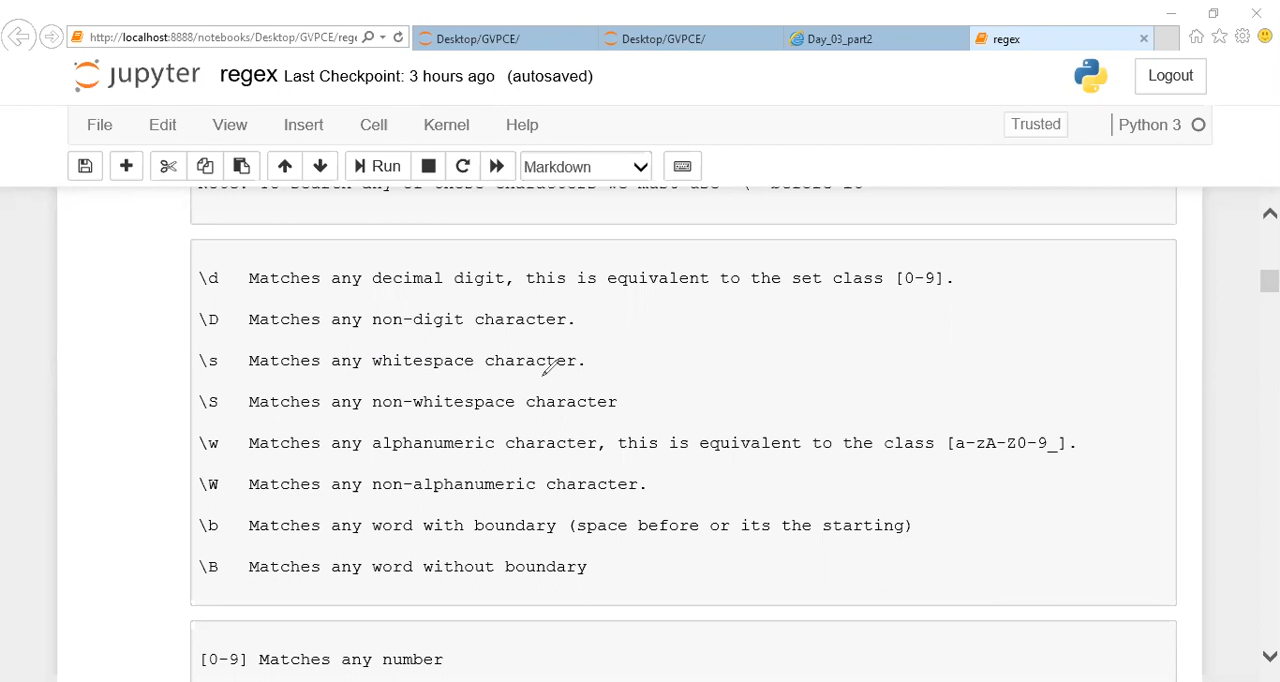 http://localhost:8888/notebooks/Desktop/GVPCE/rege
Desktop/GVPCE/
Desktop/GVPCE/
Day_03_part2
regex
jupyter regex Last Checkpoint: 3 hours ago (autosaved)
Logout
File Edit View Insert Cell Kernel Help
Trusted
Python 3
Run
Markdown
\d Matches any decimal digit, this is equivalent to the set class [0-9].
\D Matches any non-digit character.
\s Matches any whitespace character.
\S Matches any non-whitespace character
\w Matches any alphanumeric character, this is equivalent to the class [a-zA-Z0-9_].
\W Matches any non-alphanumeric character.
\b Matches any word with boundary (space before or its the starting)
\B Matches any word without boundary
[0-9] Matches any number